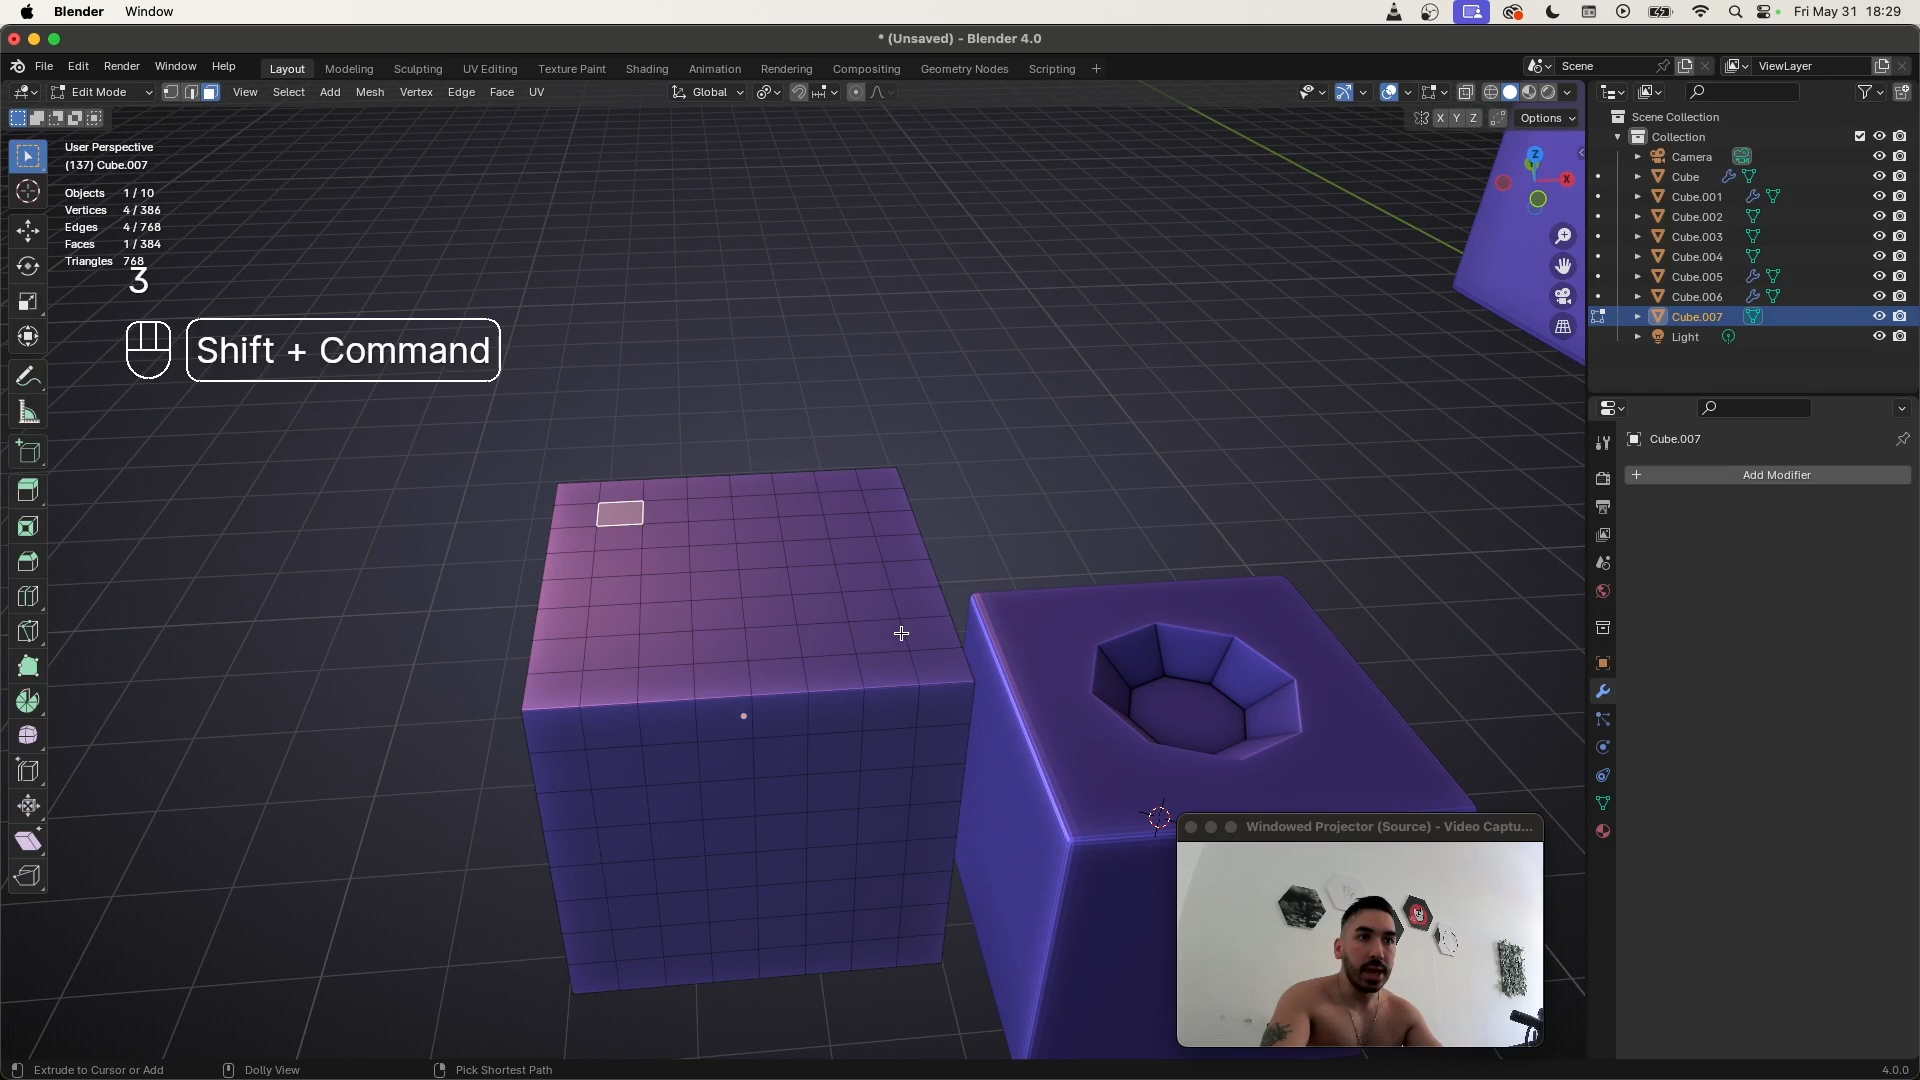 Blender Window Fri May 31 18:29
* (Unsaved) - Blender 4.0
File Edit Render Window Help Layout Modeling Sculpting UV Editing Texture Paint Shading Animation Rendering Compositing Geometry Nodes Scripting + Scene ViewLayer
Edit Mode View Select Add Mesh Vertex Edge Face UV Global
X Y Z Options
User Perspective
(137) Cube.007
Objects 1 / 10
Vertices 4 / 386
Edges 4 / 768
Faces 1 / 384
Triangles 768
3
Shift + Command
Z
X
Scene Collection
Collection
Camera
Cube
Cube.001
Cube.002
Cube.003
Cube.004
Cube.005
Cube.006
Cube.007
Light
Cube.007
+ Add Modifier
Windowed Projector (Source) - Video Captu...
Extrude to Cursor or Add Dolly View Pick Shortest Path 4.0.0